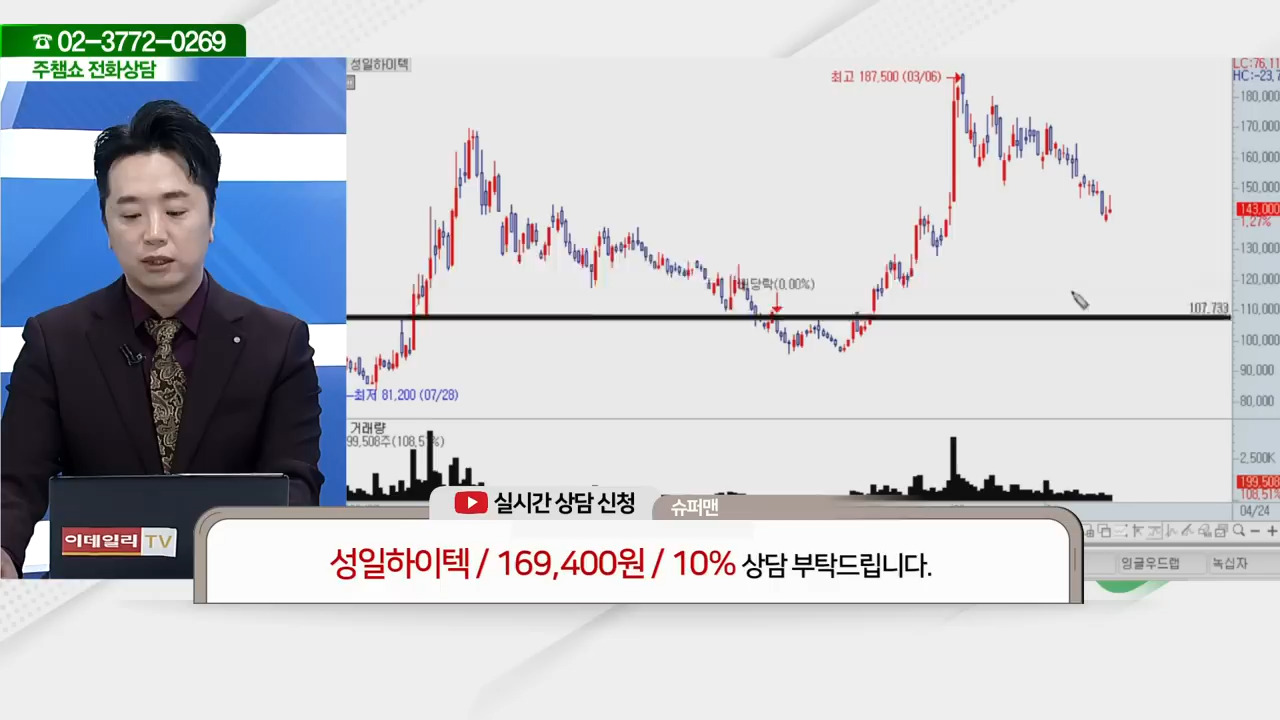 ☎ 02-3772-0269
주챔쇼 전화상담
성일하이텍
최고 187,500 (03/06)
LC:76,11
HC:-23,7
180,000
170,000
160,000
150,000
143,000
1,27%
130,000
120,000
110,000
100,000
90,000
80,000
배당락(0.00%)
107,733
최저 81,200 (07/28)
거래량
99,508주(108,51%)
2,500K
199,508
108,51%
04/24
잉글우드랩
녹십자
이데일리 TV
실시간 상담 신청
슈퍼맨
성일하이텍 / 169,400원 / 10% 상담 부탁드립니다.